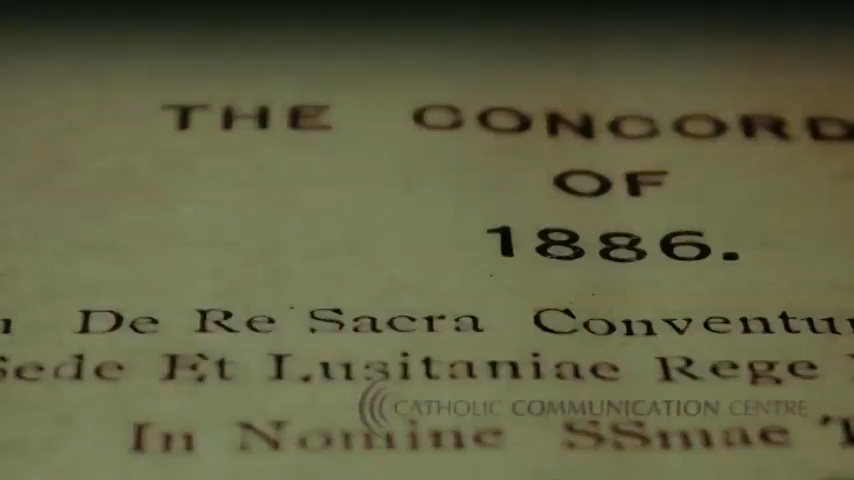 THE CONCORD
OF
1886.
De Re Sacra Conventu
Sede Et Lusitaniae Rege
CATHOLIC COMMUNICATION CENTRE
In Nomine SSmae T